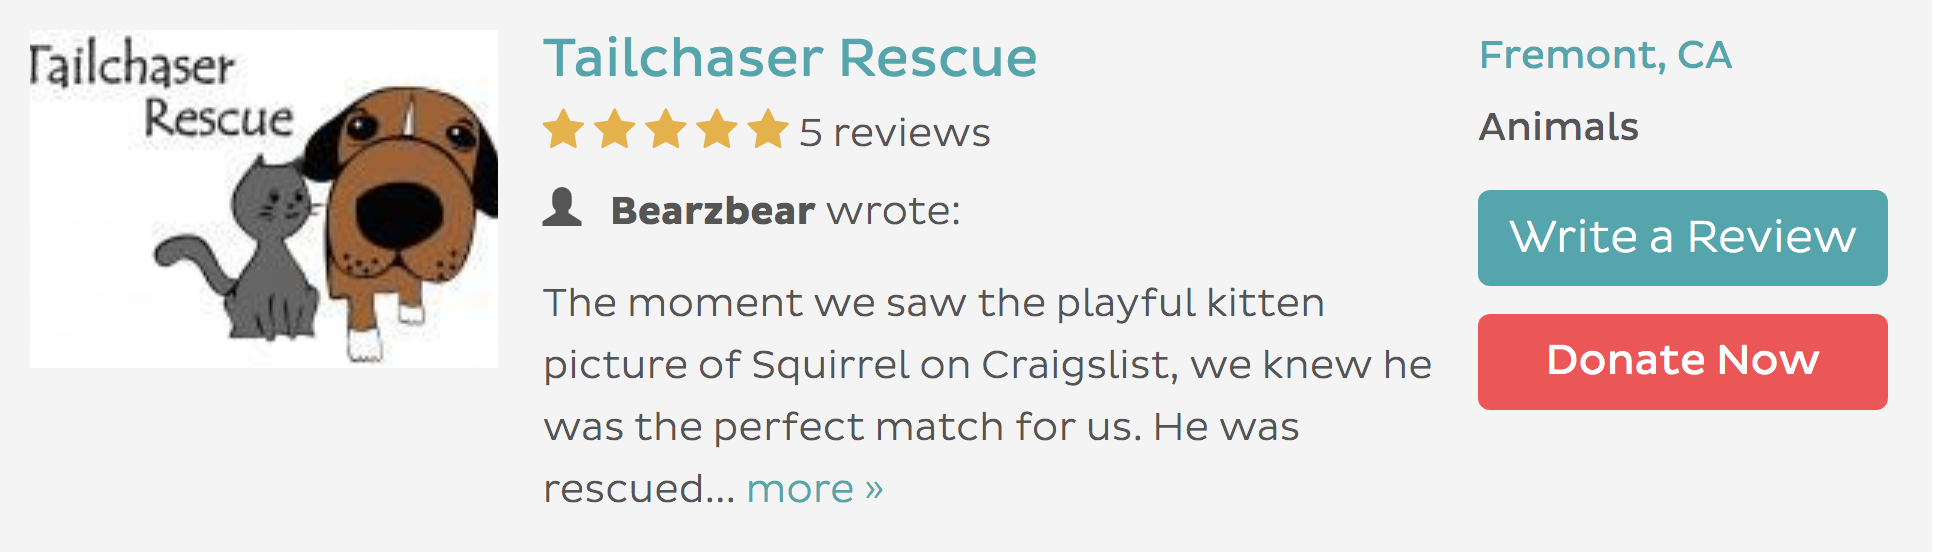 Tailchaser
Rescue
Tailchaser Rescue
5 reviews
Bearzbear wrote:
The moment we saw the playful kitten
picture of Squirrel on Craigslist, we knew he
was the perfect match for us. He was
rescued... more »
Fremont, CA
Animals
Write a Review
Donate Now